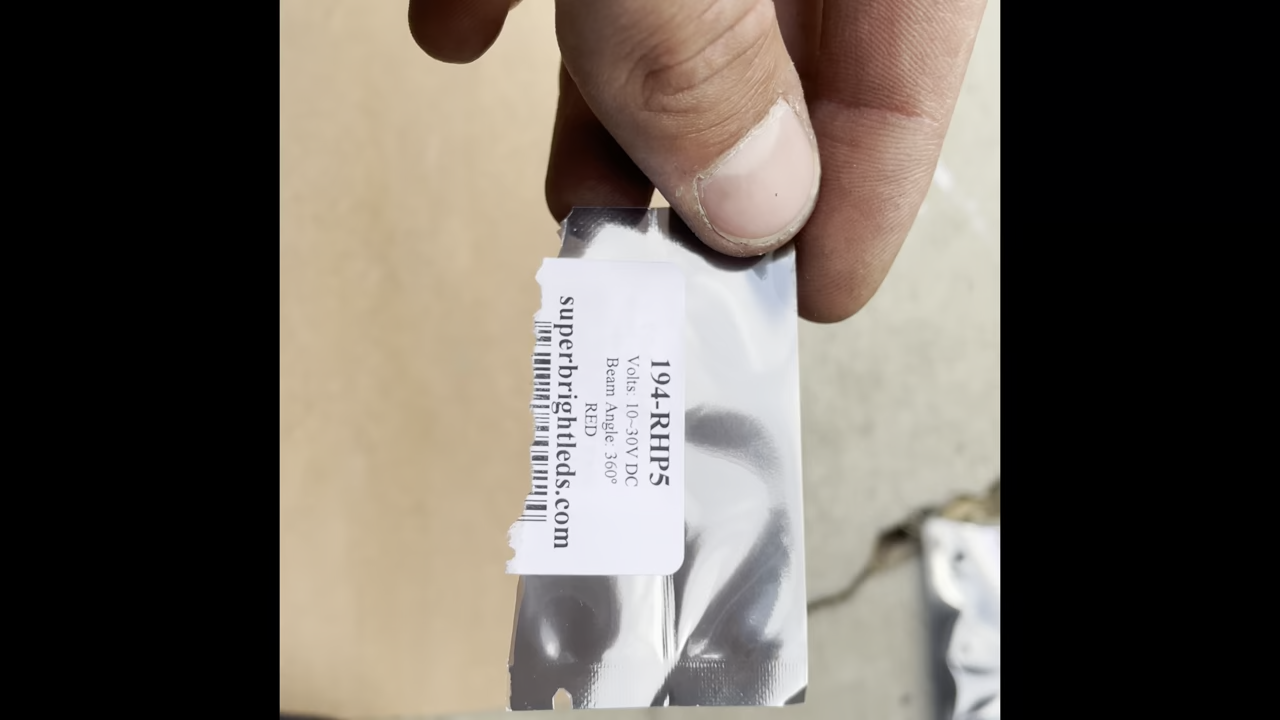 194-RHP5
Volts: 10~30V DC
Beam Angle: 360°
RED
superbrightleds.com